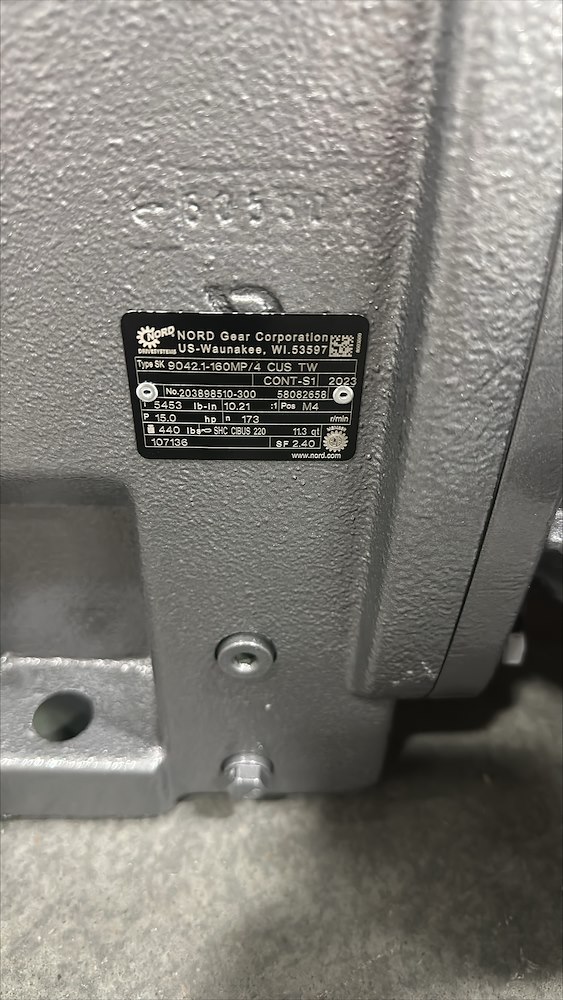 NORD
DRIVESYSTEMS
NORD Gear Corporation
US-Waunakee, WI.53597
Type SK 9042.1-160MP/4 CUS TW
CONT-S1 2023
No.203898510-300 58082658
T 5453 lb-in i 10.21 :1 Pos M4
P 15.0 hp n 173 r/min
440 lbs SHC CIBUS 220 11.3 qt
107136 SF 2.40
www.nord.com